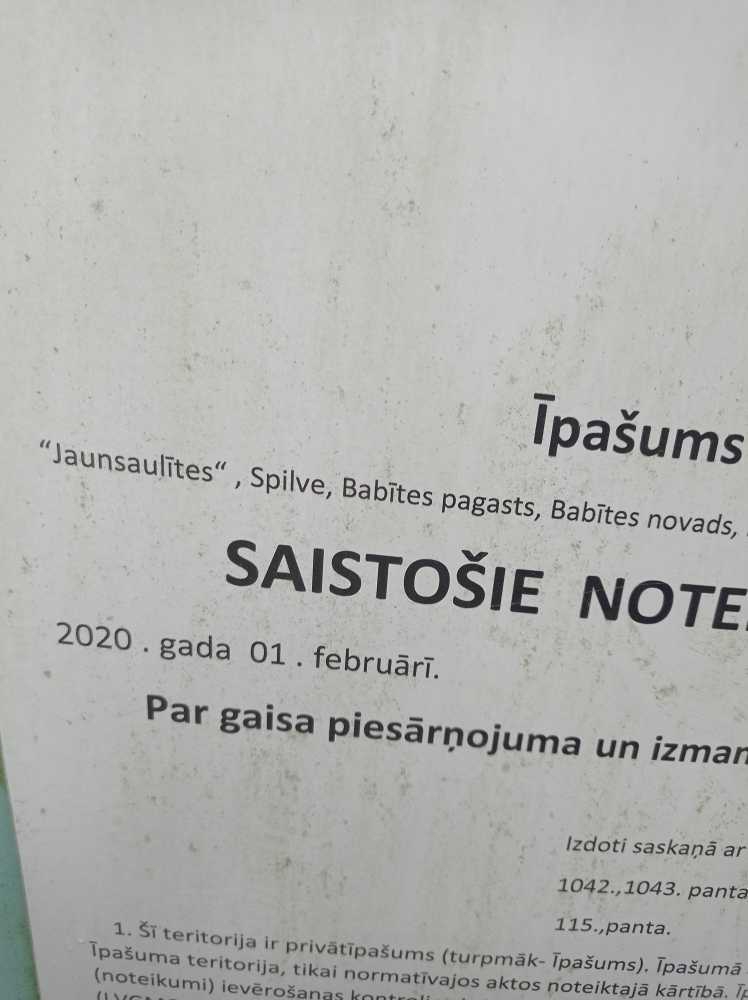 Īpašums
“Jaunsaulītes“ , Spilve, Babītes pagasts, Babītes novads,
SAISTOŠIE NOTEI
2020 . gada 01 . februārī.
Par gaisa piesārņojuma un izman
Izdoti saskaņā ar
1042.,1043. panta
115.,panta.
1. Šī teritorija ir privātīpašums (turpmāk- Īpašums). Īpašumā
Īpašuma teritorija, tikai normatīvajos aktos noteiktajā kārtībā.
(noteikumi) ievērošanas